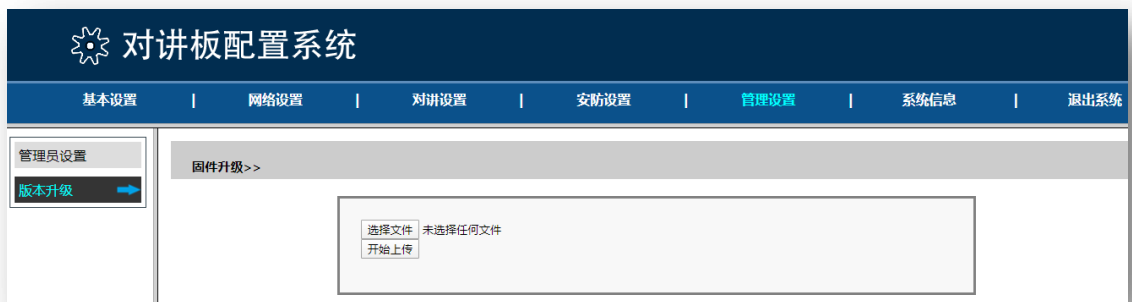 对讲板配置系统
基本设置 | 网络设置 | 对讲设置 | 安防设置 | 管理设置 | 系统信息 | 退出系统
管理员设置
版本升级
固件升级>>
选择文件 未选择任何文件
开始上传